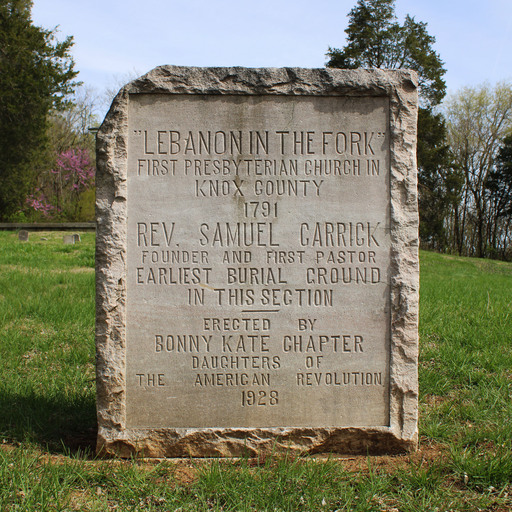 "LEBANON IN THE FORK"
FIRST PRESBYTERIAN CHURCH IN
KNOX COUNTY
1791
REV. SAMUEL CARRICK
FOUNDER AND FIRST PASTOR
EARLIEST BURIAL GROUND
IN THIS SECTION
ERECTED BY
BONNY KATE CHAPTER
DAUGHTERS OF
THE AMERICAN REVOLUTION
1928